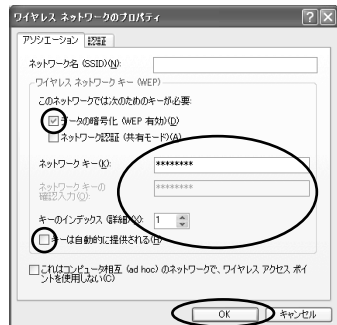 ワイヤレス ネットワークのプロパティ
アソシエーション 認証
ネットワーク名 (SSID)(N):
ワイヤレス ネットワーク キー (WEP)
このネットワークでは次のためのキーが必要:
データの暗号化 (WEP 有効)(D)
ネットワーク認証 (共有モード)(A)
ネットワーク キー(K): ********
ネットワーク キーの
確認入力(O): ********
キーのインデックス (詳細)(X): 1
キーは自動的に提供される(H)
これはコンピュータ相互 (ad hoc) のネットワークで、ワイヤレス アクセス ポイ
ントを使用しない(C)
OK キャンセル